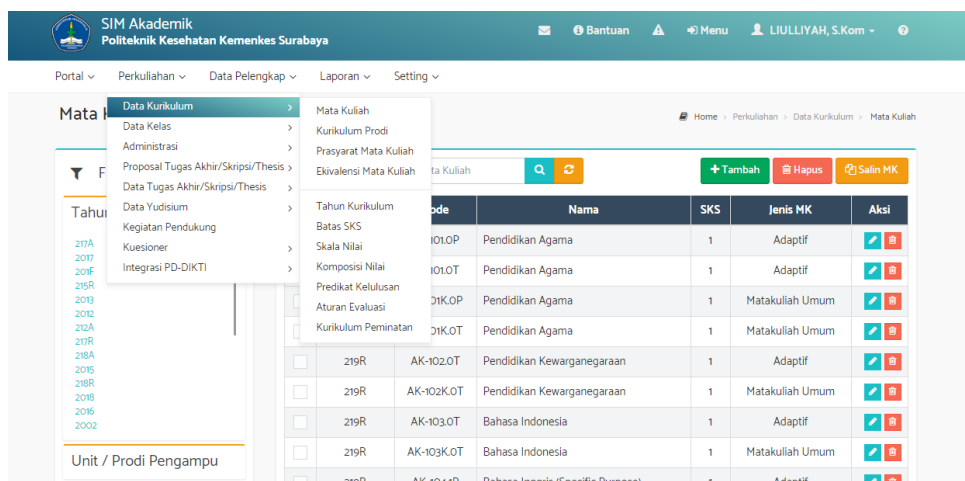 SIM Akademik
Politeknik Kesehatan Kemenkes Surabaya
Bantuan
Menu
LIULLIYAH, S.Kom
Portal
Perkuliahan
Data Pelengkap
Laporan
Setting
Mata
Home > Perkuliahan > Data Kurikulum > Mata Kuliah
Data Kurikulum
Data Kelas
Administrasi
Proposal Tugas Akhir/Skripsi/Thesis
Data Tugas Akhir/Skripsi/Thesis
Data Yudisium
Kegiatan Pendukung
Kuesioner
Integrasi PD-DIKTI
Mata Kuliah
Kurikulum Prodi
Prasyarat Mata Kuliah
Ekivalensi Mata Kuliah
Tahun Kurikulum
Batas SKS
Skala Nilai
Komposisi Nilai
Predikat Kelulusan
Aturan Evaluasi
Kurikulum Peminatan
Kuliah
Tambah
Hapus
Salin MK
217A
2017
201F
215R
2013
2012
212A
217R
218A
2015
218R
2018
2016
2002
Unit / Prodi Pengampu
Nama SKS Jenis MK Aksi
Pendidikan Agama 1 Adaptif
Pendidikan Agama 1 Adaptif
Pendidikan Agama 1 Matakuliah Umum
Pendidikan Agama 1 Matakuliah Umum
219R AK-102.0T Pendidikan Kewarganegaraan 1 Adaptif
219R AK-102K.0T Pendidikan Kewarganegaraan 1 Matakuliah Umum
219R AK-103.0T Bahasa Indonesia 1 Adaptif
219R AK-103K.0T Bahasa Indonesia 1 Matakuliah Umum